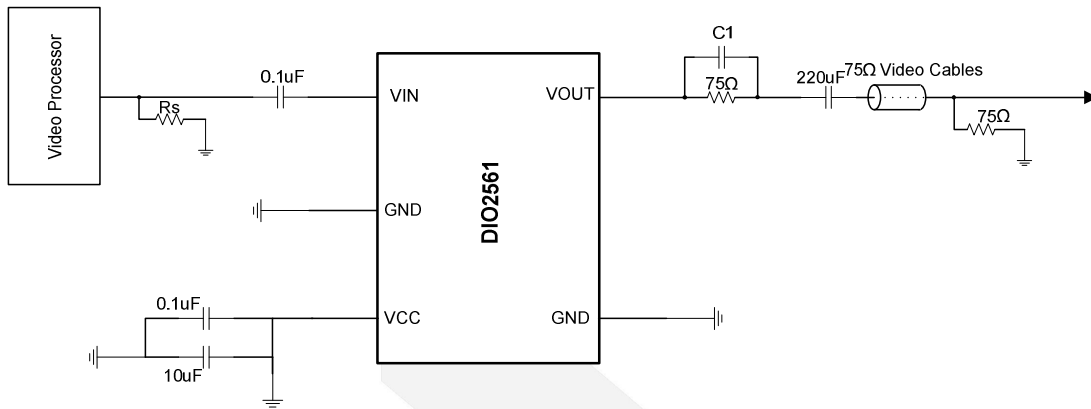 Video Processor
0.1uF
Rs
VIN
VOUT
C1
75Ω
220uF
75Ω Video Cables
75Ω
GND
DIO2561
0.1uF
10uF
VCC
GND